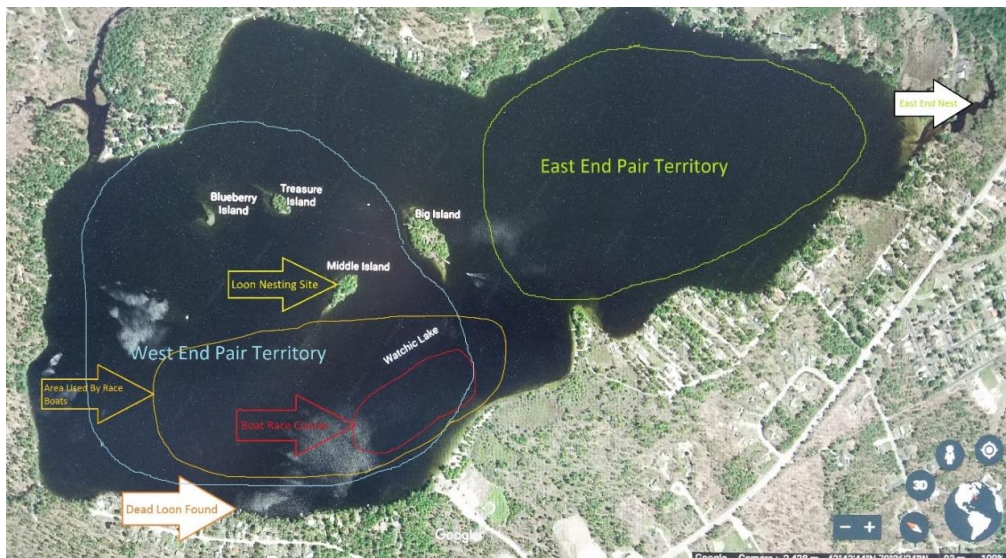 East End Nest
East End Pair Territory
Treasure
Island
Blueberry
Island
Big Island
Middle Island
Loon Nesting Site
Watchic Lake
West End Pair Territory
Area Used By Race
Boats
Boat Race Course
Dead Loon Found
3D
Google
Google